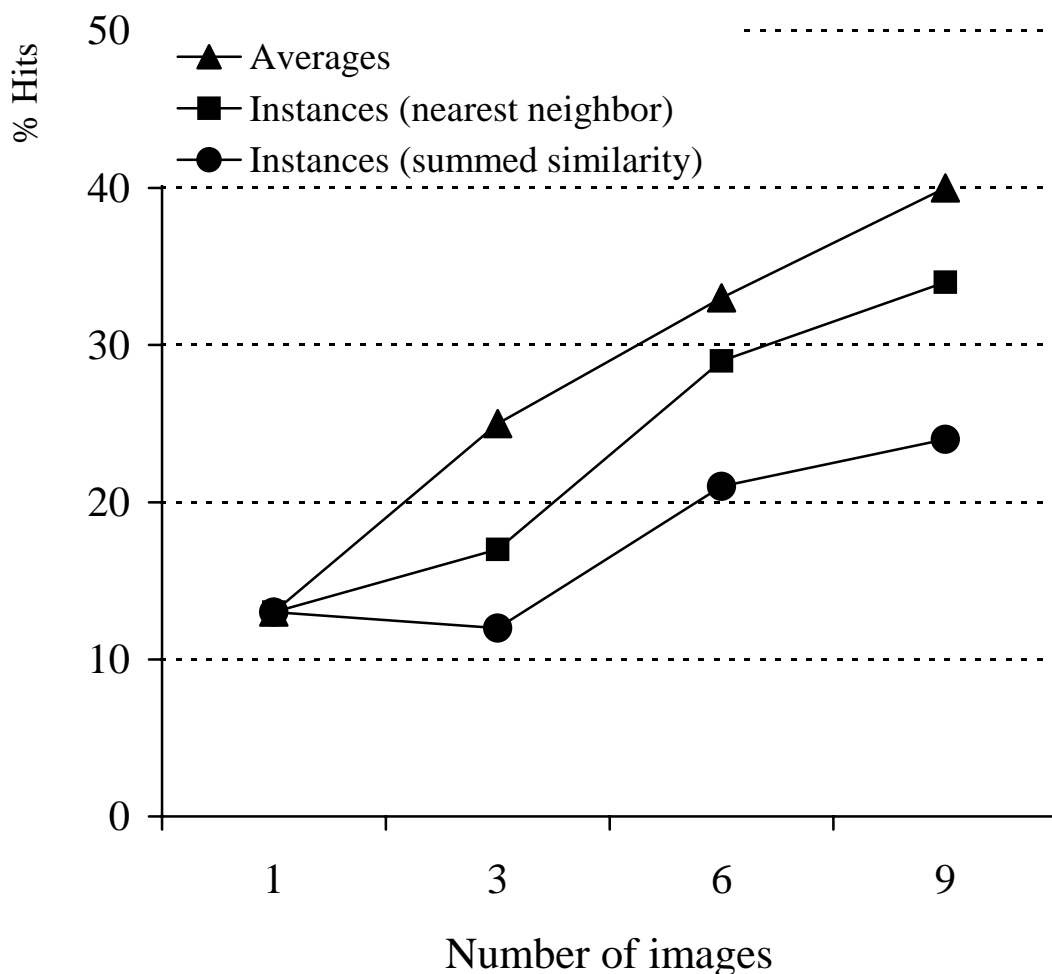 50
% Hits
Averages
Instances (nearest neighbor)
Instances (summed similarity)
40
30
20
10
0
1 3 6 9
Number of images